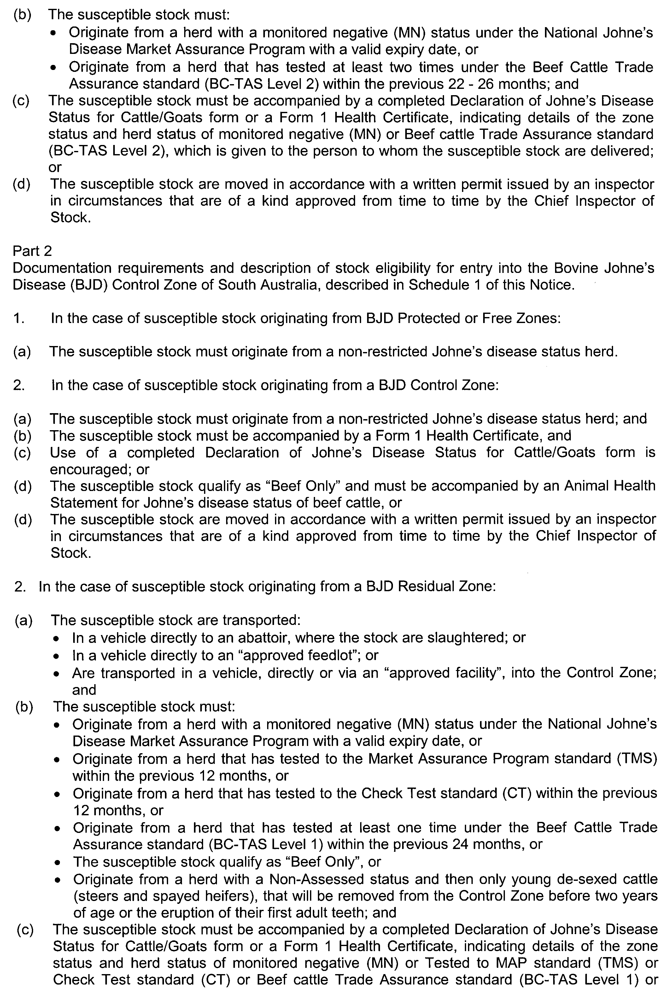 (b) The susceptible stock must:
• Originate from a herd with a monitored negative (MN) status under the National Johne's
Disease Market Assurance Program with a valid expiry date, or
• Originate from a herd that has tested at least two times under the Beef Cattle Trade
Assurance standard (BC-TAS Level 2) within the previous 22 - 26 months; and
(c) The susceptible stock must be accompanied by a completed Declaration of Johne's Disease
Status for Cattle/Goats form or a Form 1 Health Certificate, indicating details of the zone
status and herd status of monitored negative (MN) or Beef cattle Trade Assurance standard
(BC-TAS Level 2), which is given to the person to whom the susceptible stock are delivered;
or
(d) The susceptible stock are moved in accordance with a written permit issued by an inspector
in circumstances that are of a kind approved from time to time by the Chief Inspector of
Stock.
Part 2
Documentation requirements and description of stock eligibility for entry into the Bovine Johne's
Disease (BJD) Control Zone of South Australia, described in Schedule 1 of this Notice.
1. In the case of susceptible stock originating from BJD Protected or Free Zones:
(a) The susceptible stock must originate from a non-restricted Johne's disease status herd.
2. In the case of susceptible stock originating from a BJD Control Zone:
(a) The susceptible stock must originate from a non-restricted Johne's disease status herd; and
(b) The susceptible stock must be accompanied by a Form 1 Health Certificate, and
(c) Use of a completed Declaration of Johne's Disease Status for Cattle/Goats form is
encouraged; or
(d) The susceptible stock qualify as “Beef Only” and must be accompanied by an Animal Health
Statement for Johne's disease status of beef cattle, or
(d) The susceptible stock are moved in accordance with a written permit issued by an inspector
in circumstances that are of a kind approved from time to time by the Chief Inspector of
Stock.
2. In the case of susceptible stock originating from a BJD Residual Zone:
(a) The susceptible stock are transported:
• In a vehicle directly to an abattoir, where the stock are slaughtered; or
• In a vehicle directly to an “approved feedlot”; or
• Are transported in a vehicle, directly or via an “approved facility”, into the Control Zone;
and
(b) The susceptible stock must:
• Originate from a herd with a monitored negative (MN) status under the National Johne's
Disease Market Assurance Program with a valid expiry date, or
• Originate from a herd that has tested to the Market Assurance Program standard (TMS)
within the previous 12 months, or
• Originate from a herd that has tested to the Check Test standard (CT) within the previous
12 months, or
• Originate from a herd that has tested at least one time under the Beef Cattle Trade
Assurance standard (BC-TAS Level 1) within the previous 24 months, or
• The susceptible stock qualify as “Beef Only”, or
• Originate from a herd with a Non-Assessed status and then only young de-sexed cattle
(steers and spayed heifers), that will be removed from the Control Zone before two years
of age or the eruption of their first adult teeth; and
(c) The susceptible stock must be accompanied by a completed Declaration of Johne's Disease
Status for Cattle/Goats form or a Form 1 Health Certificate, indicating details of the zone
status and herd status of monitored negative (MN) or Tested to MAP standard (TMS) or
Check Test standard (CT) or Beef cattle Trade Assurance standard (BC-TAS Level 1) or